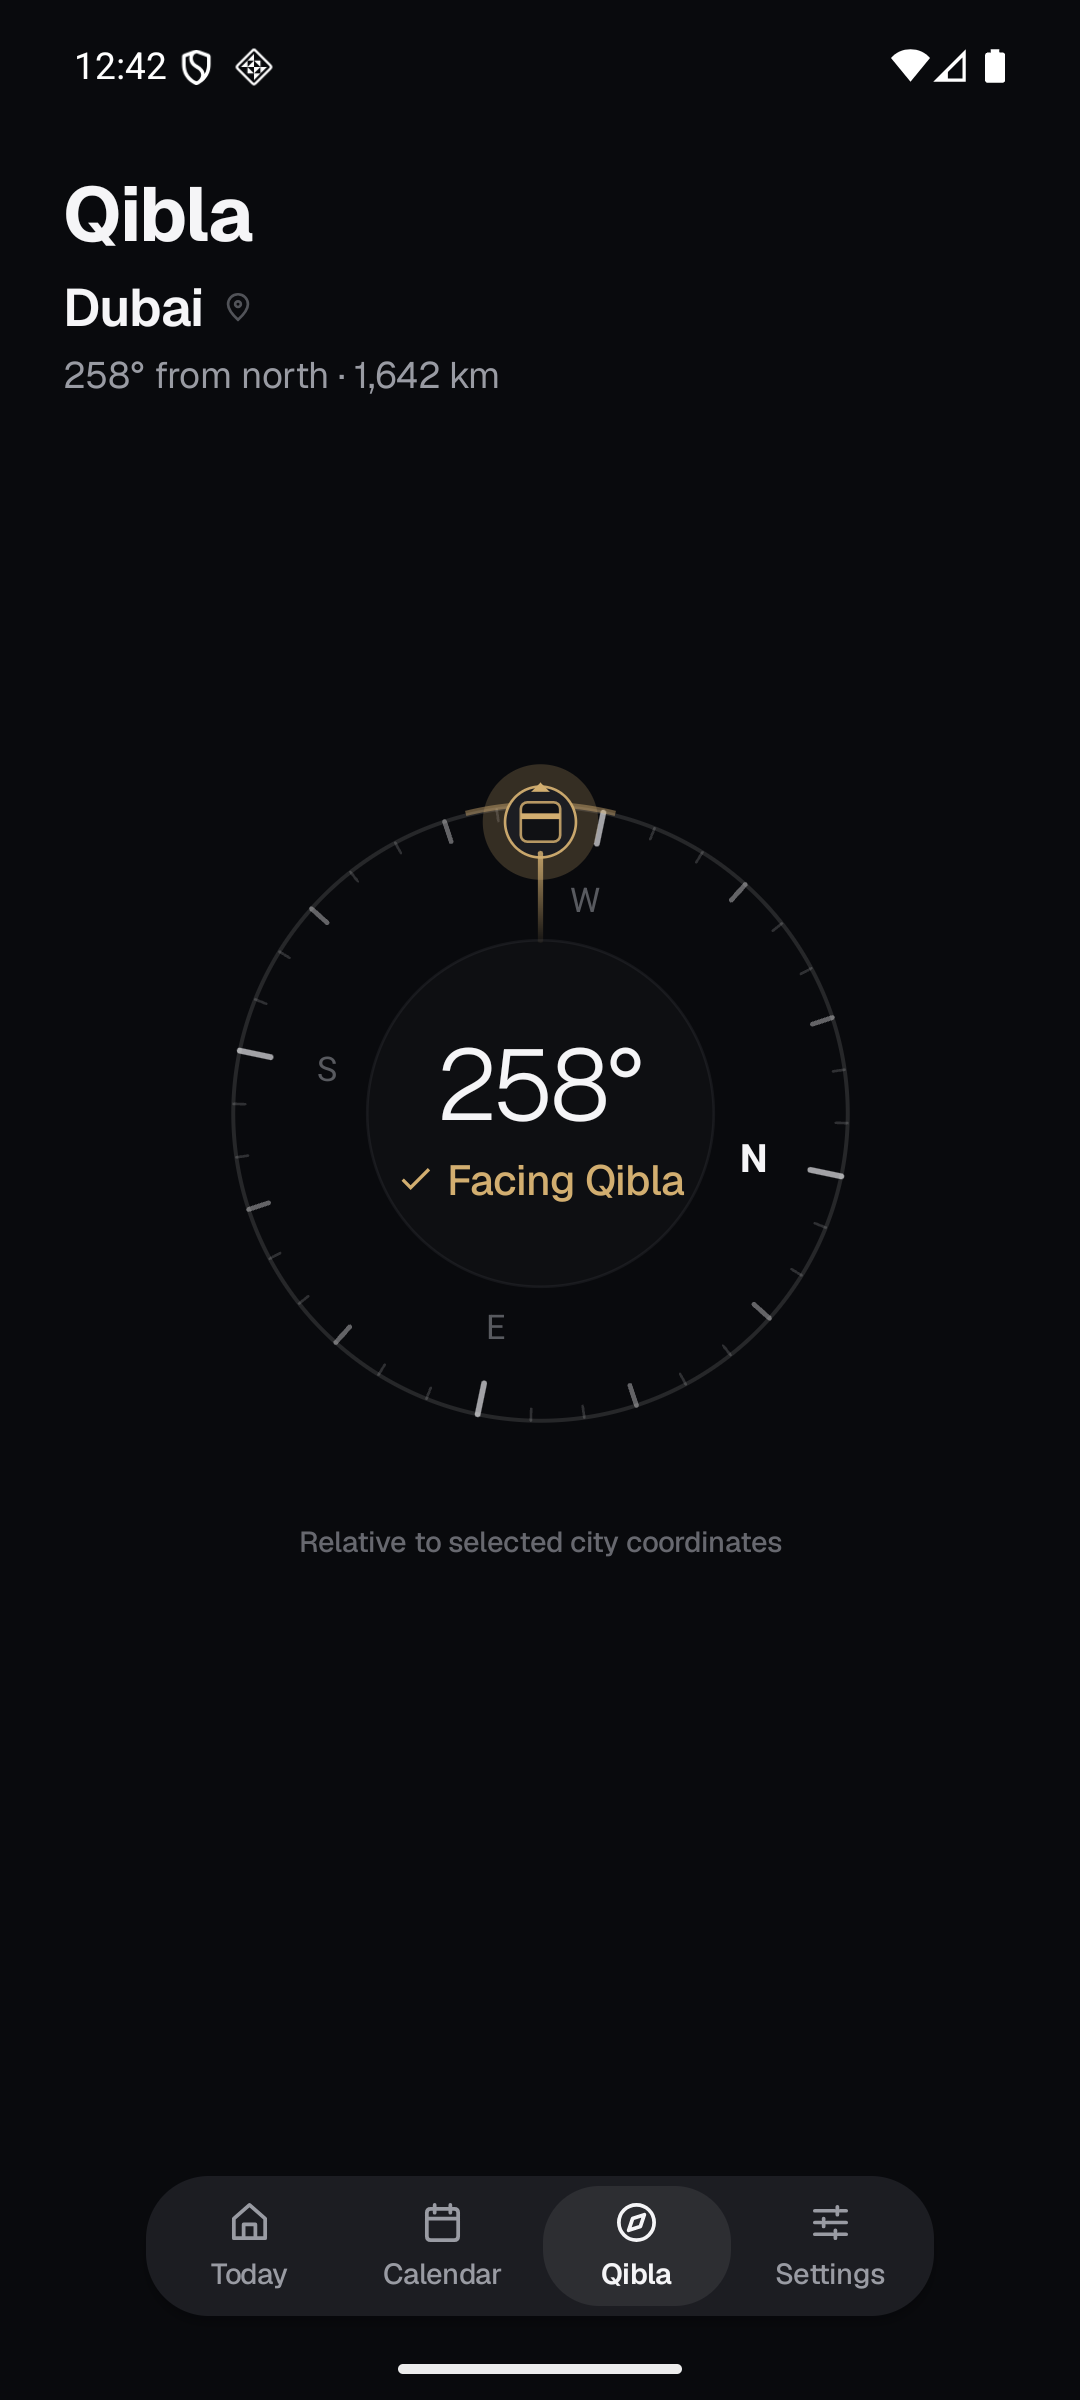 12:42
Qibla
Dubai
258° from north · 1,642 km
W
S
258°
N
Facing Qibla
E
Relative to selected city coordinates
Today
Calendar
Qibla
Settings